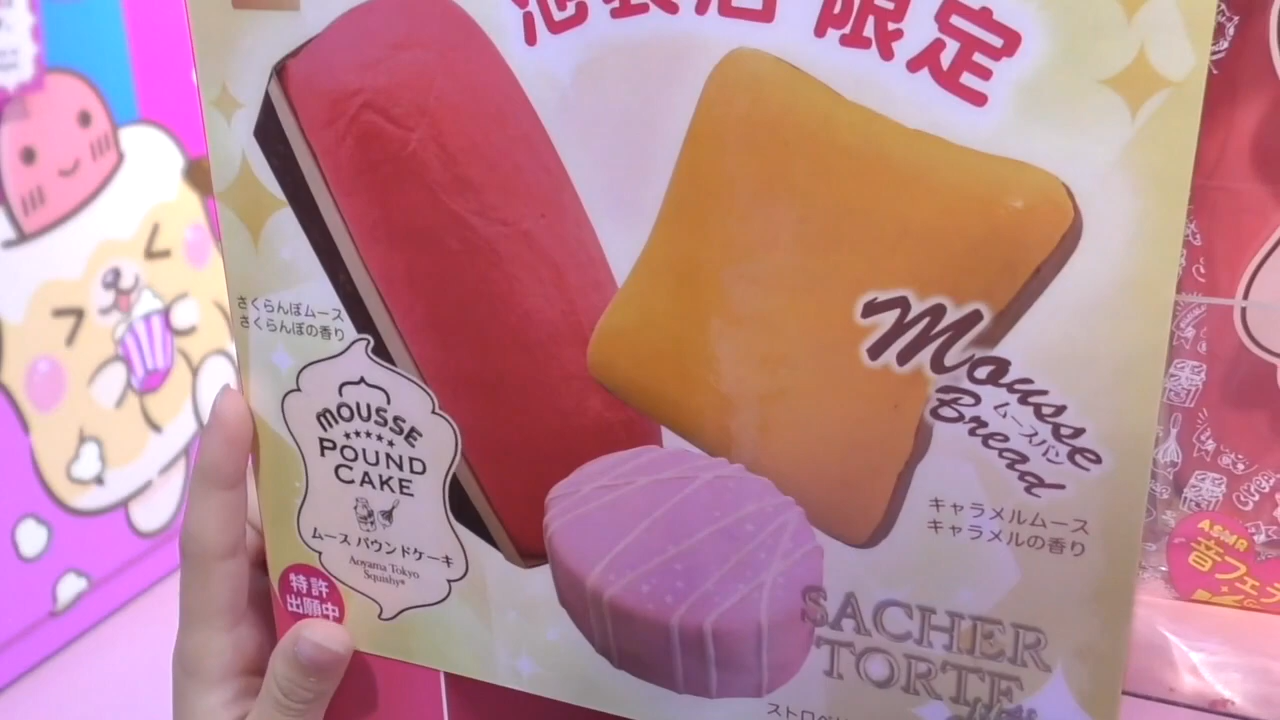 池袋店 限定
さくらんぼムース
さくらんぼの香り
MOUSSE
POUND
CAKE
ムース パウンドケーキ
Aoyama Tokyo
Squishy®
特許
出願中
Mousse
ムースパン
Bread
キャラメルムース
キャラメルの香り
SACHER
TORTE
ASMR
音フェ